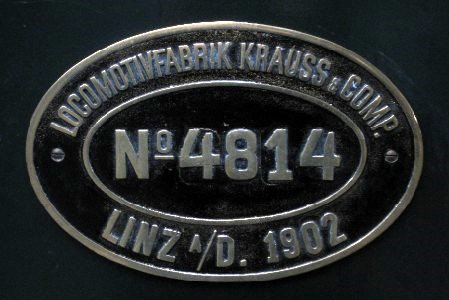 LOCOMOTIVFABRIK KRAUSS & COMP.
Nº 4814
LINZ A/D. 1902